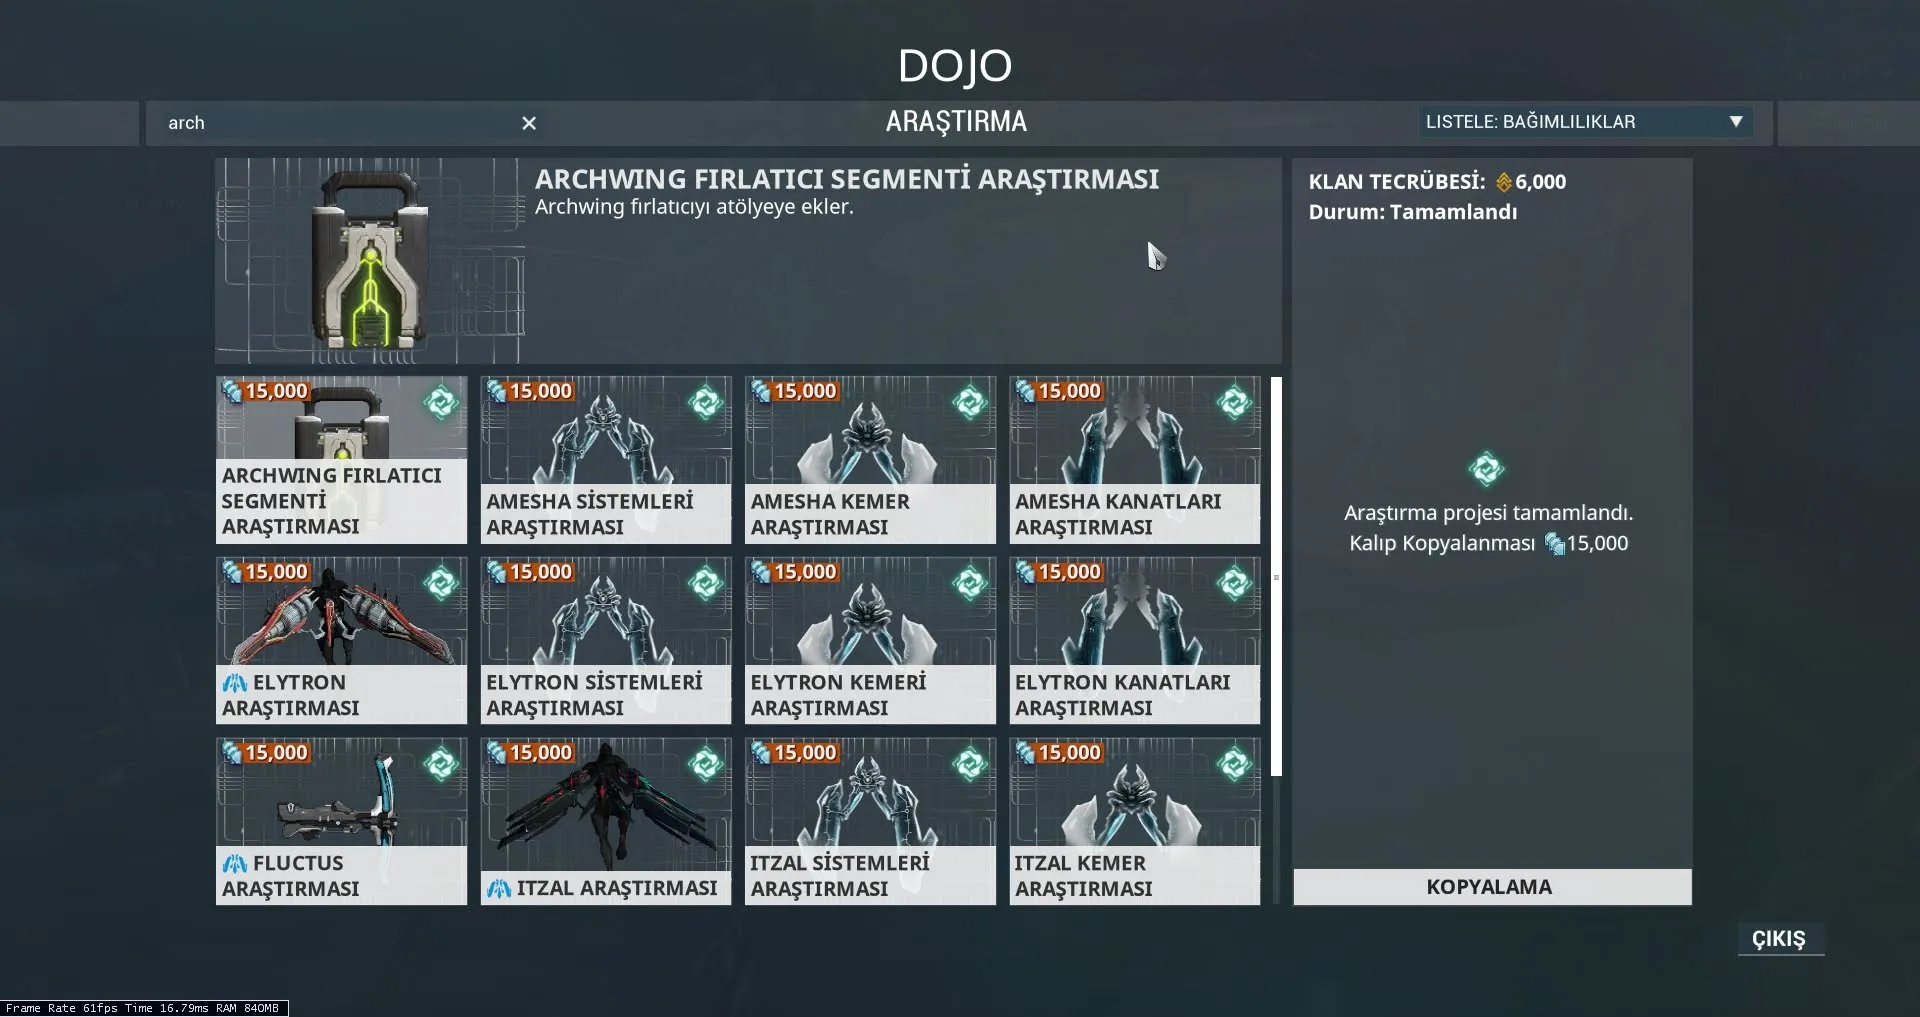 DOJO
arch
ARAŞTIRMA
LİSTELE: BAĞIMLILIKLAR
ARCHWING FIRLATICI SEGMENTİ ARAŞTIRMASI
Archwing fırlatıcıyı atölyeye ekler.
KLAN TECRÜBESİ: 6,000
Durum: Tamamlandı
15,000
ARCHWING FIRLATICI
SEGMENTİ
ARAŞTIRMASI
15,000
AMESHA SİSTEMLERİ
ARAŞTIRMASI
15,000
AMESHA KEMER
ARAŞTIRMASI
15,000
AMESHA KANATLARI
ARAŞTIRMASI
15,000
ELYTRON
ARAŞTIRMASI
15,000
ELYTRON SİSTEMLERİ
ARAŞTIRMASI
15,000
ELYTRON KEMERİ
ARAŞTIRMASI
15,000
ELYTRON KANATLARI
ARAŞTIRMASI
15,000
FLUCTUS
ARAŞTIRMASI
15,000
ITZAL ARAŞTIRMASI
15,000
ITZAL SİSTEMLERİ
ARAŞTIRMASI
15,000
ITZAL KEMER
ARAŞTIRMASI
Araştırma projesi tamamlandı.
Kalıp Kopyalanması 15,000
KOPYALAMA
ÇIKIŞ
Frame Rate 61fps Time 16.79ms RAM 840MB